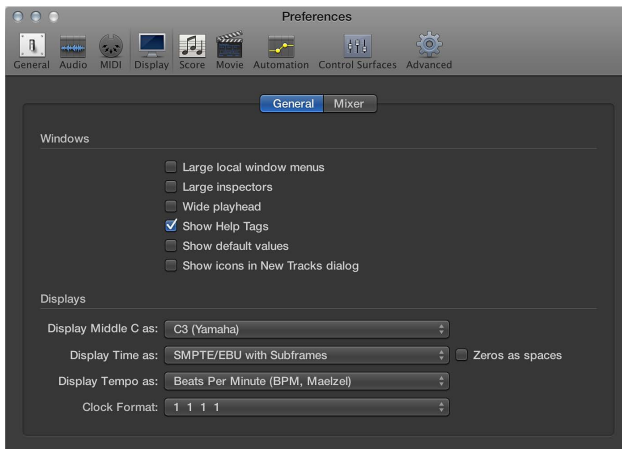 Preferences
General Audio MIDI Display Score Movie Automation Control Surfaces Advanced
General Mixer
Windows
Large local window menus
Large inspectors
Wide playhead
Show Help Tags
Show default values
Show icons in New Tracks dialog
Displays
Display Middle C as: C3 (Yamaha)
Display Time as: SMPTE/EBU with Subframes Zeros as spaces
Display Tempo as: Beats Per Minute (BPM, Maelzel)
Clock Format: 1 1 1 1